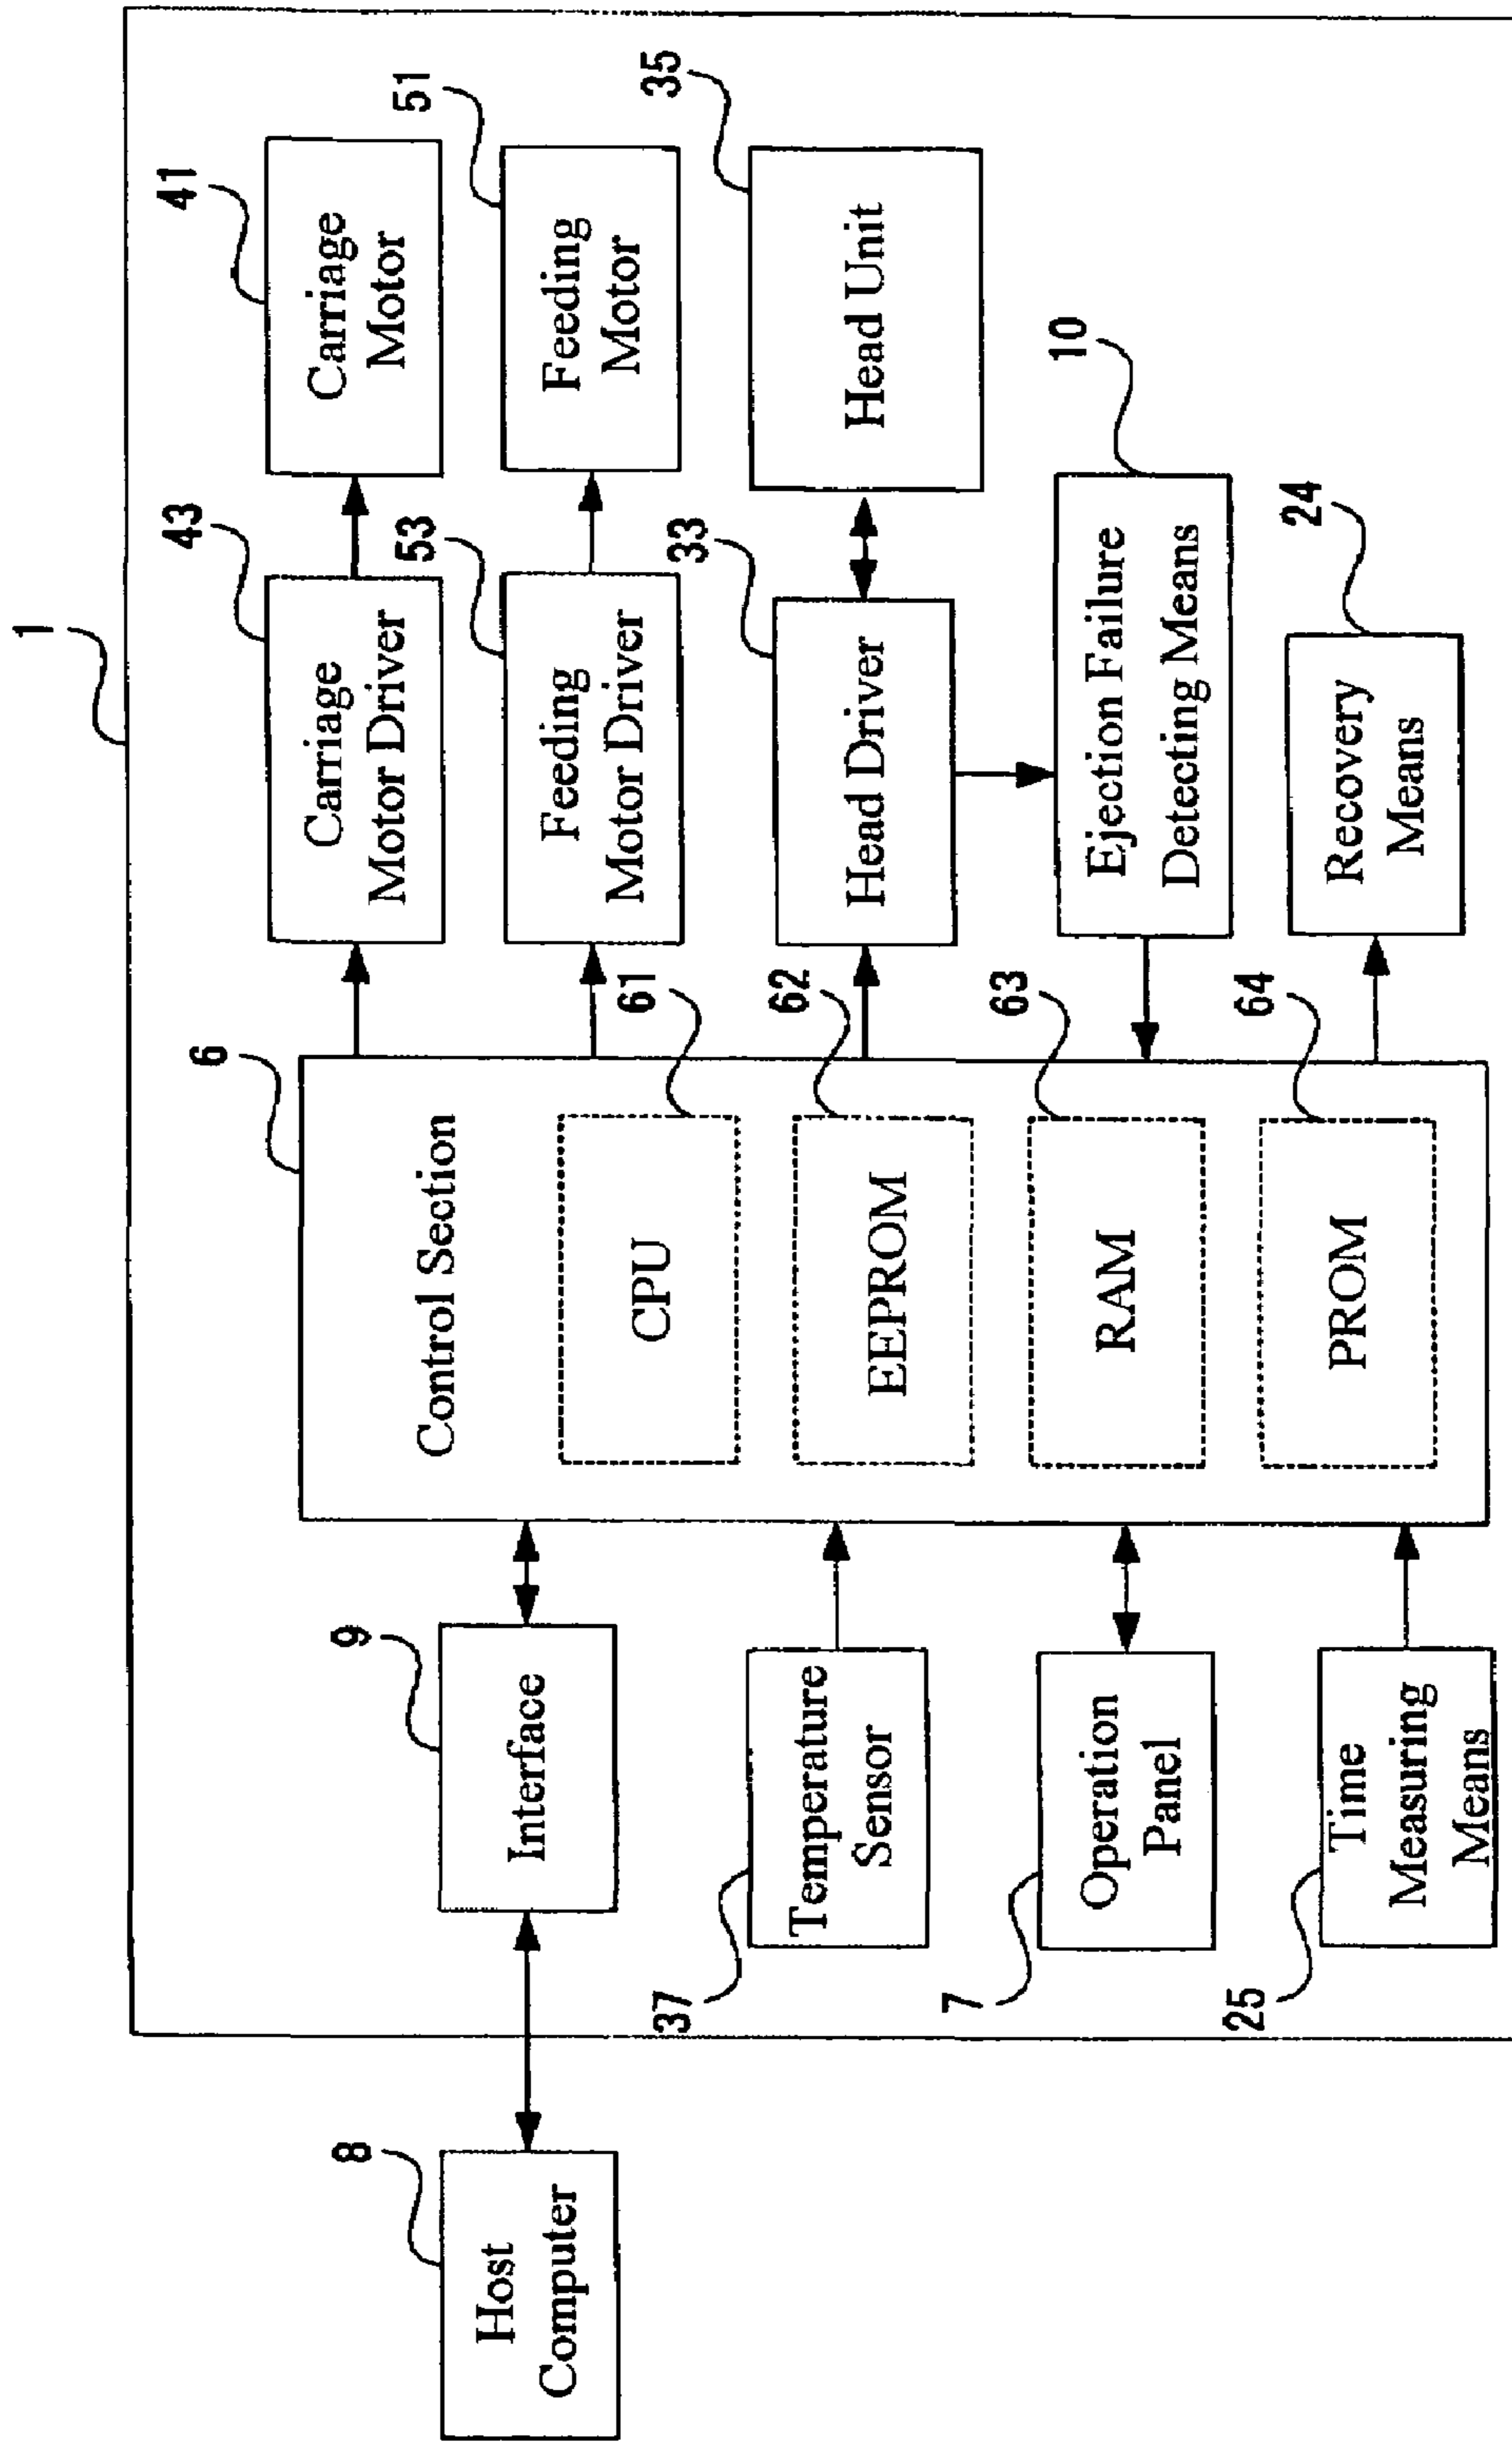 1
6
43
41
Carriage
Motor Driver
Carriage
Motor
53
51
Feeding
Motor Driver
Feeding
Motor
8
Host
Computer
9
Interface
Control Section
61
CPU
62
EEPROM
63
RAM
64
PROM
33
Head Driver
35
Head Unit
37
Temperature
Sensor
7
Operation
Panel
25
Time
Measuring
Means
10
Ejection Failure
Detecting Means
24
Recovery
Means